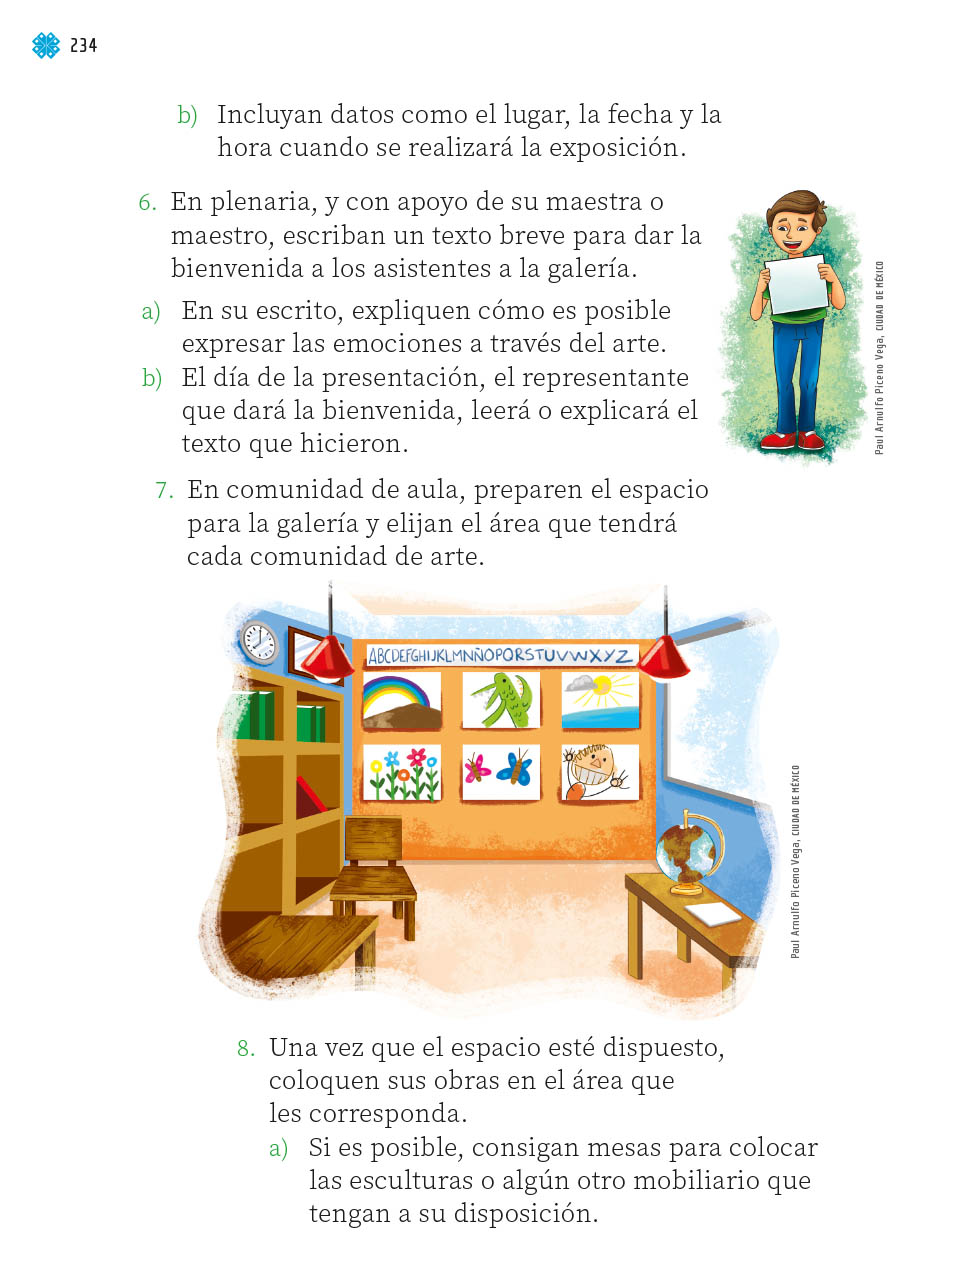 234
b) Incluyan datos como el lugar, la fecha y la
hora cuando se realizará la exposición.
6. En plenaria, y con apoyo de su maestra o
maestro, escriban un texto breve para dar la
bienvenida a los asistentes a la galería.
a) En su escrito, expliquen cómo es posible
expresar las emociones a través del arte.
b) El día de la presentación, el representante
que dará la bienvenida, leerá o explicará el
texto que hicieron.
Paul Arnulfo Piceno Vega, CIUDAD DE MÉXICO
7. En comunidad de aula, preparen el espacio
para la galería y elijan el área que tendrá
cada comunidad de arte.
ABCDEFGHIJKLMNÑOPQRSTUVWXYZ
Paul Arnulfo Piceno Vega, CIUDAD DE MÉXICO
8. Una vez que el espacio esté dispuesto,
coloquen sus obras en el área que
les corresponda.
a) Si es posible, consigan mesas para colocar
las esculturas o algún otro mobiliario que
tengan a su disposición.